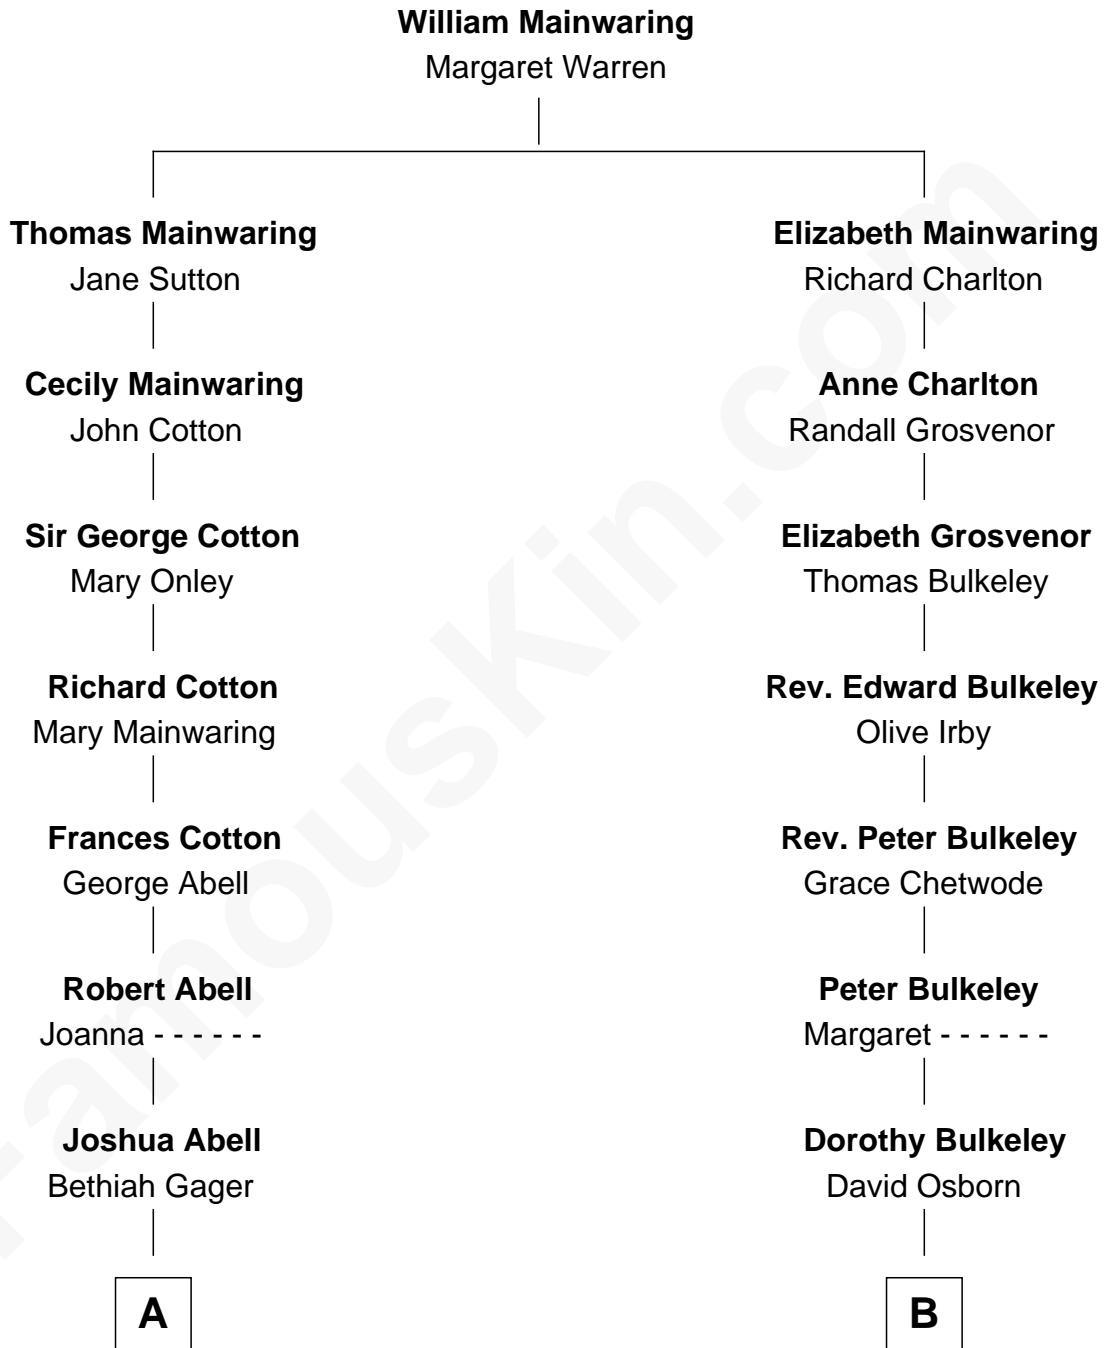 William Mainwaring
Margaret Warren
Thomas Mainwaring
Jane Sutton
Cecily Mainwaring
John Cotton
Sir George Cotton
Mary Onley
Richard Cotton
Mary Mainwaring
Frances Cotton
George Abell
Robert Abell
Joanna - - - - - -
Joshua Abell
Bethiah Gager
A
Elizabeth Mainwaring
Richard Charlton
Anne Charlton
Randall Grosvenor
Elizabeth Grosvenor
Thomas Bulkeley
Rev. Edward Bulkeley
Olive Irby
Rev. Peter Bulkeley
Grace Chetwode
Peter Bulkeley
Margaret - - - - - -
Dorothy Bulkeley
David Osborn
B
FamousKin.com